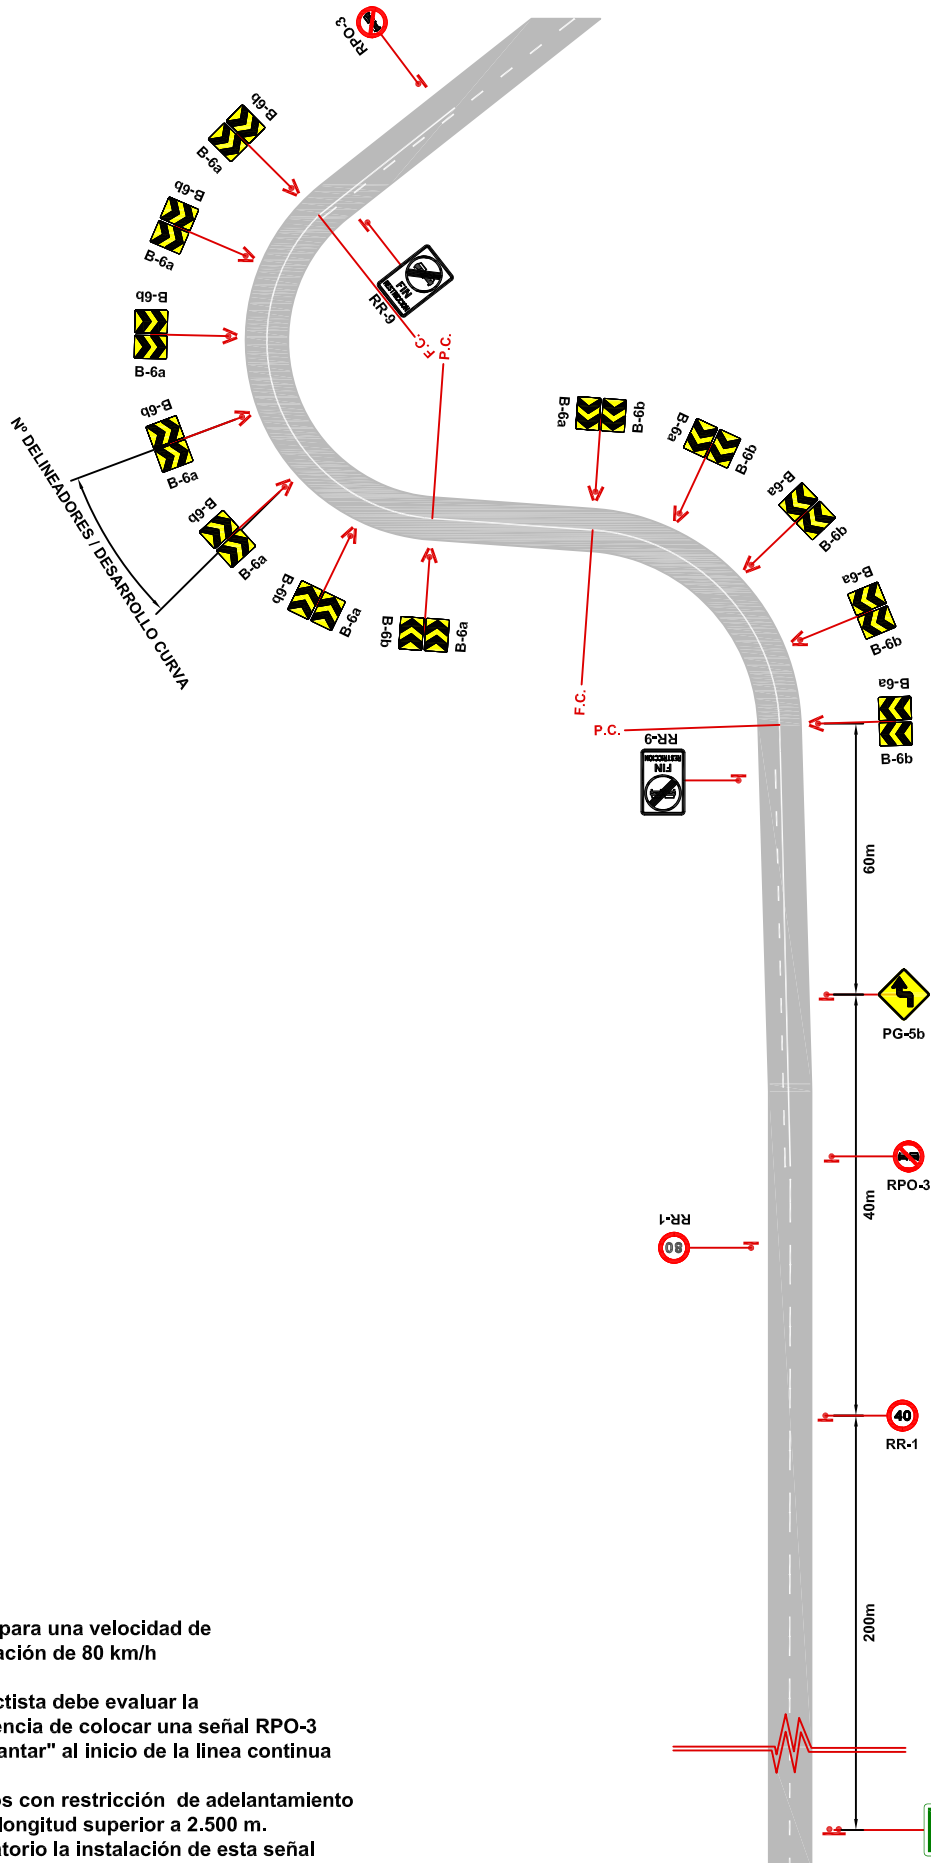 RPO-3
B-6b
B-6a
B-6b
B-6a
FIN
RESTRICCION
RR-9
B-6b
B-6a
F.C.
P.C.
B-6b
B-6a
B-6a
B-6b
B-6a
B-6b
Nº DELINEADORES / DESARROLLO CURVA
B-6b
B-6a
B-6a
B-6b
B-6b
B-6a
B-6a
B-6b
B-6b
B-6a
B-6a
B-6b
F.C.
P.C.
RR-9
RESTRICCION
FIN
60m
PG-5b
RPO-3
40m
RR-1
80
40
RR-1
200m
para una velocidad de
ación de 80 km/h
ctista debe evaluar la
encia de colocar una señal RPO-3
antar" al inicio de la linea continua
os con restricción de adelantamiento
longitud superior a 2.500 m.
atorio la instalación de esta señal